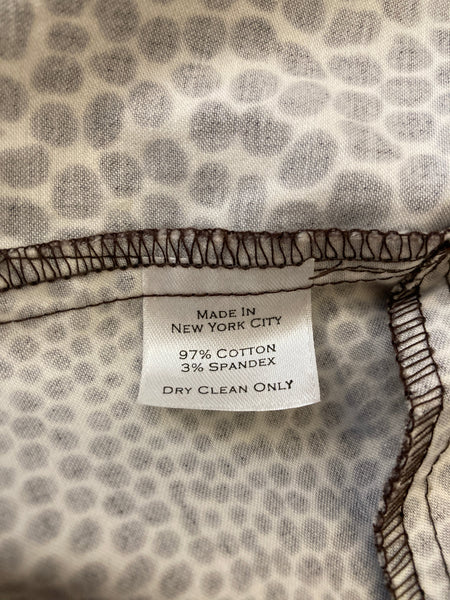 Made In
New York City
97% Cotton
3% Spandex
Dry Clean Only